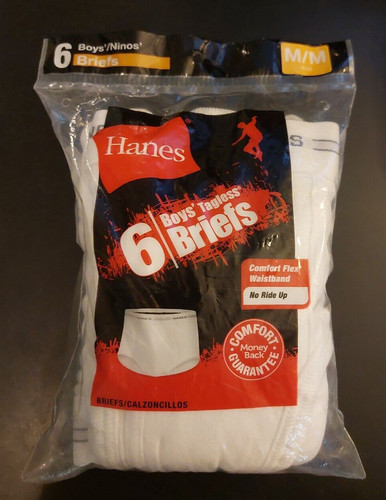 6 Boys'/Ninos'
Briefs
M/M
Hanes
6 Boys' Tagless®
Briefs
Comfort Flex®
Waistband
No Ride Up
COMFORT
Money
Back
GUARANTEE
BRIEFS/CALZONCILLOS